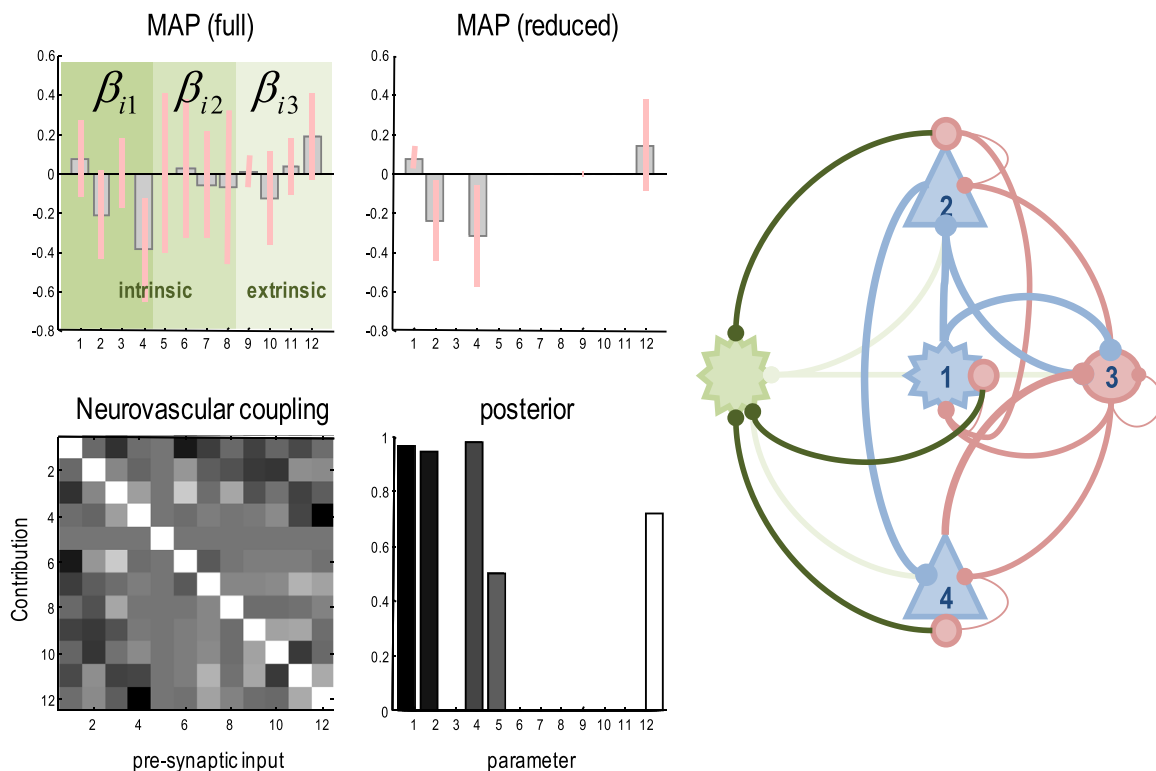 MAP (full)
0.6
0.4
0.2
0
-0.2
-0.4
-0.6
-0.8
βi1 βi2 βi3
intrinsic extrinsic
1 2 3 4 5 6 7 8 9 10 11 12
MAP (reduced)
0.6
0.4
0.2
0
-0.2
-0.4
-0.6
-0.8
1 2 3 4 5 6 7 8 9 10 11 12
Neurovascular coupling
Contribution
2
4
6
8
10
12
2 4 6 8 10 12
pre-synaptic input
posterior
1
0.8
0.6
0.4
0.2
0
1 2 3 4 5 6 7 8 9 10 11 12
parameter
2
1
3
4